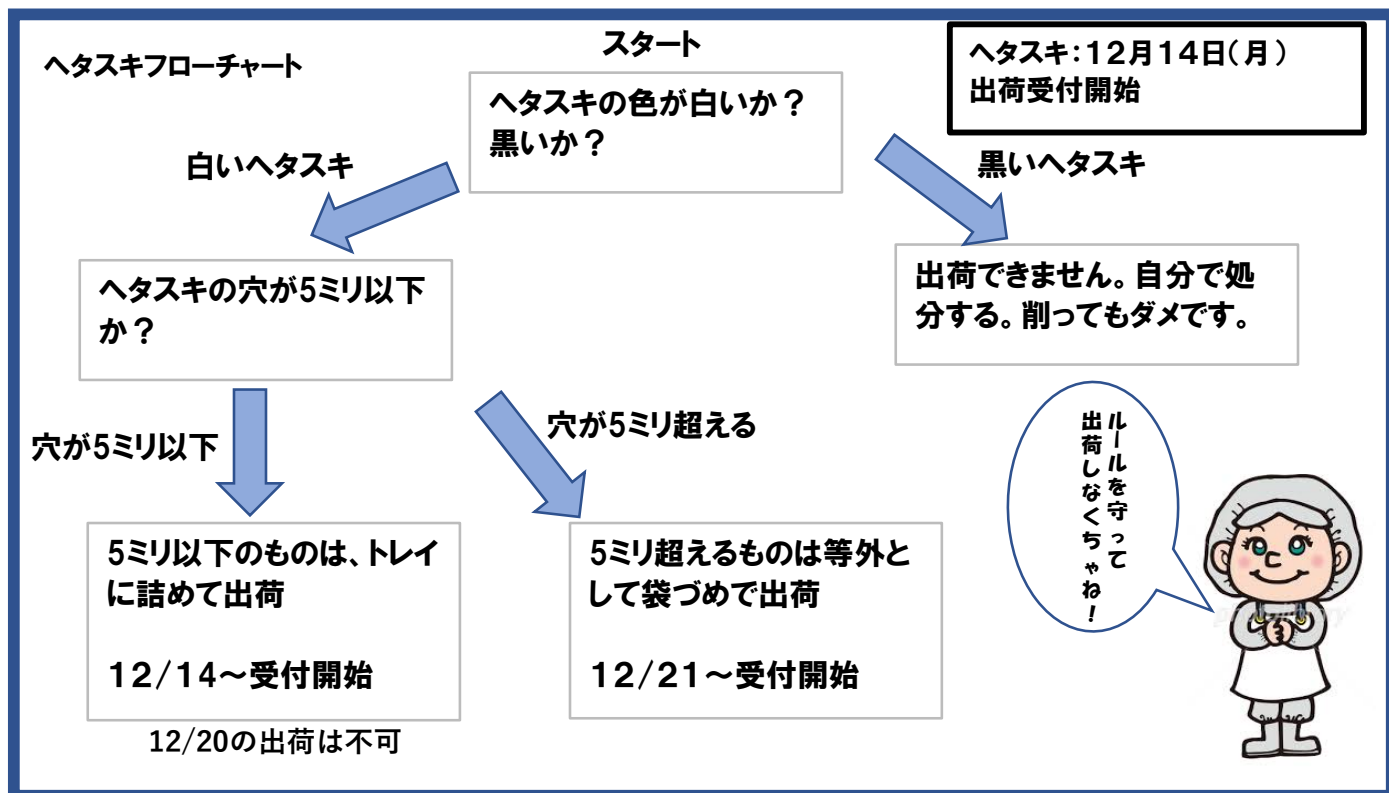 ヘタスキフローチャート
スタート
ヘタスキ：１２月１４日（月）
出荷受付開始
ヘタスキの色が白いか？
黒いか？
白いヘタスキ
黒いヘタスキ
ヘタスキの穴が5ミリ以下
か？
出荷できません。自分で処
分する。削ってもダメです。
穴が5ミリ以下
穴が5ミリ超える
ルールを守って
出荷しなくちゃね！
5ミリ以下のものは、トレイ
に詰めて出荷
１２/１４～受付開始
5ミリ超えるものは等外と
して袋づめで出荷
１２/２１～受付開始
12/20の出荷は不可